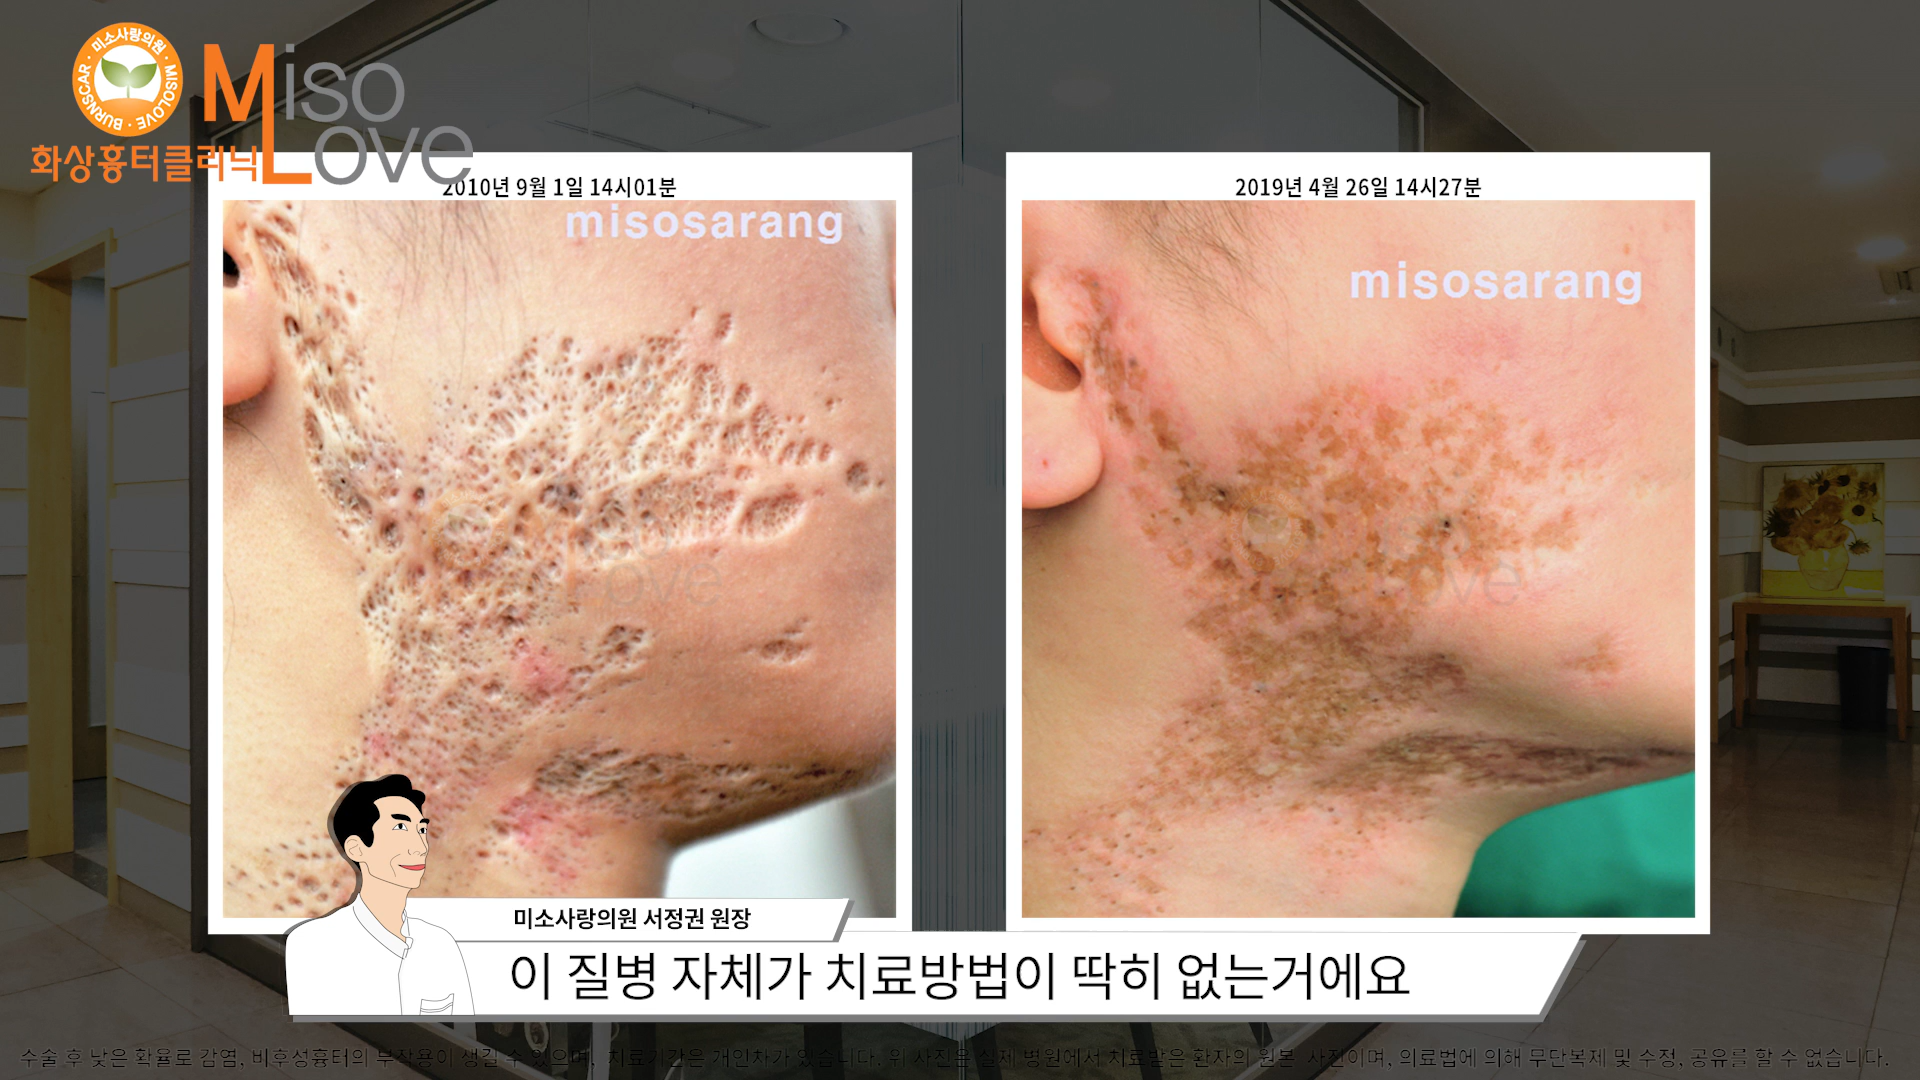 미소사랑의원 · MISOLOVE · BURNSCAR ·
Miso
Love
화상흉터클리닉
2010년 9월 1일 14시01분
misosarang
2019년 4월 26일 14시27분
misosarang
Love
ove
미소사랑의원 서정권 원장
이 질병 자체가 치료방법이 딱히 없는거에요
수술 후 낮은 확율로 감염, 비후성흉터의 부작용이 생길 수 있으며, 치료기간은 개인차가 있습니다. 위 사진은 실제 병원에서 치료받은 환자의 원본 사진이며, 의료법에 의해 무단복제 및 수정, 공유를 할 수 없습니다.